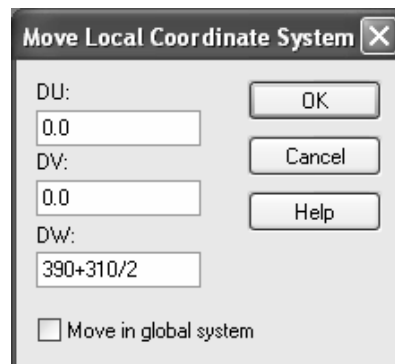 Move Local Coordinate System
DU:
0.0
DV:
0.0
DW:
390+310/2
Move in global system
OK
Cancel
Help